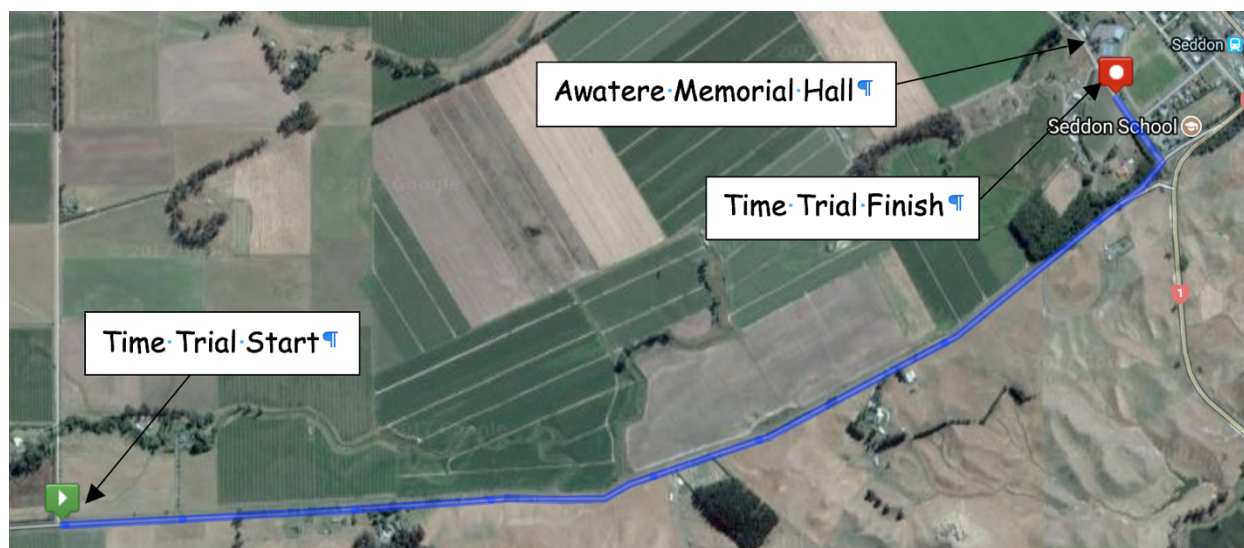 Seddon
Awatere·Memorial·Hall¶
Seddon School
Time·Trial·Finish¶
1
Time·Trial·Start¶